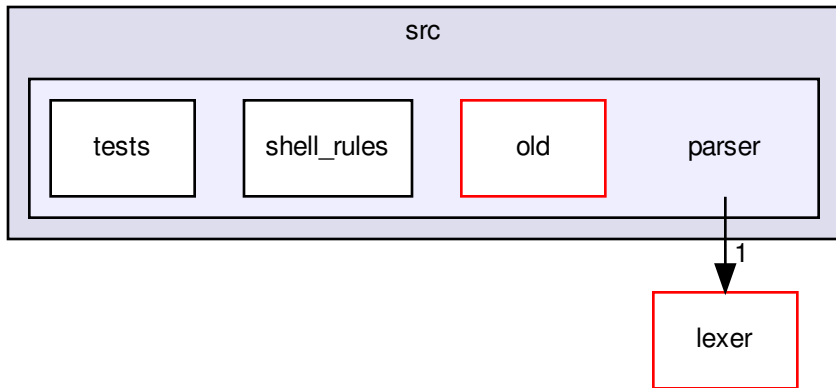 src
tests
shell_rules
old
parser
1
lexer